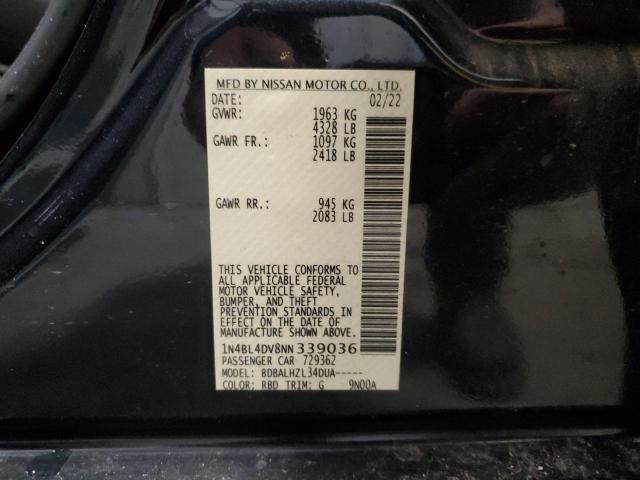 MFD BY NISSAN MOTOR CO., LTD.
DATE: 02/22
GVWR: 1963 KG
4328 LB
GAWR FR.: 1097 KG
2418 LB
GAWR RR.: 945 KG
2083 LB
THIS VEHICLE CONFORMS TO
ALL APPLICABLE FEDERAL
MOTOR VEHICLE SAFETY,
BUMPER, AND THEFT
PREVENTION STANDARDS IN
EFFECT ON THE DATE OF
MANUFACTURE SHOWN ABOVE.
1N4BL4DV8NN339036
PASSENGER CAR 729362
MODEL: BDBALHZL34DUA-----
COLOR: RBD TRIM: G 9N00A